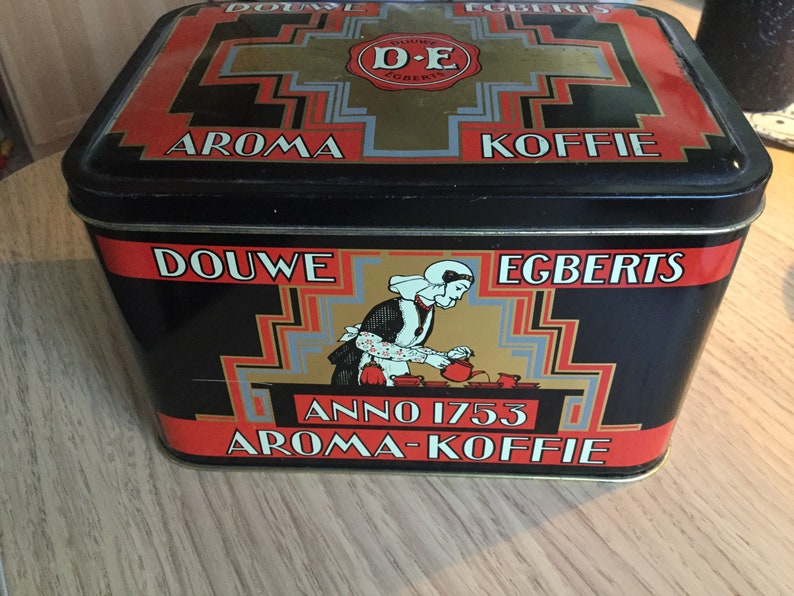 DOUWE EGBERTS
DOUWE
D·E
EGBERTS
AROMA KOFFIE
DOUWE EGBERTS
ANNO 1753
AROMA-KOFFIE